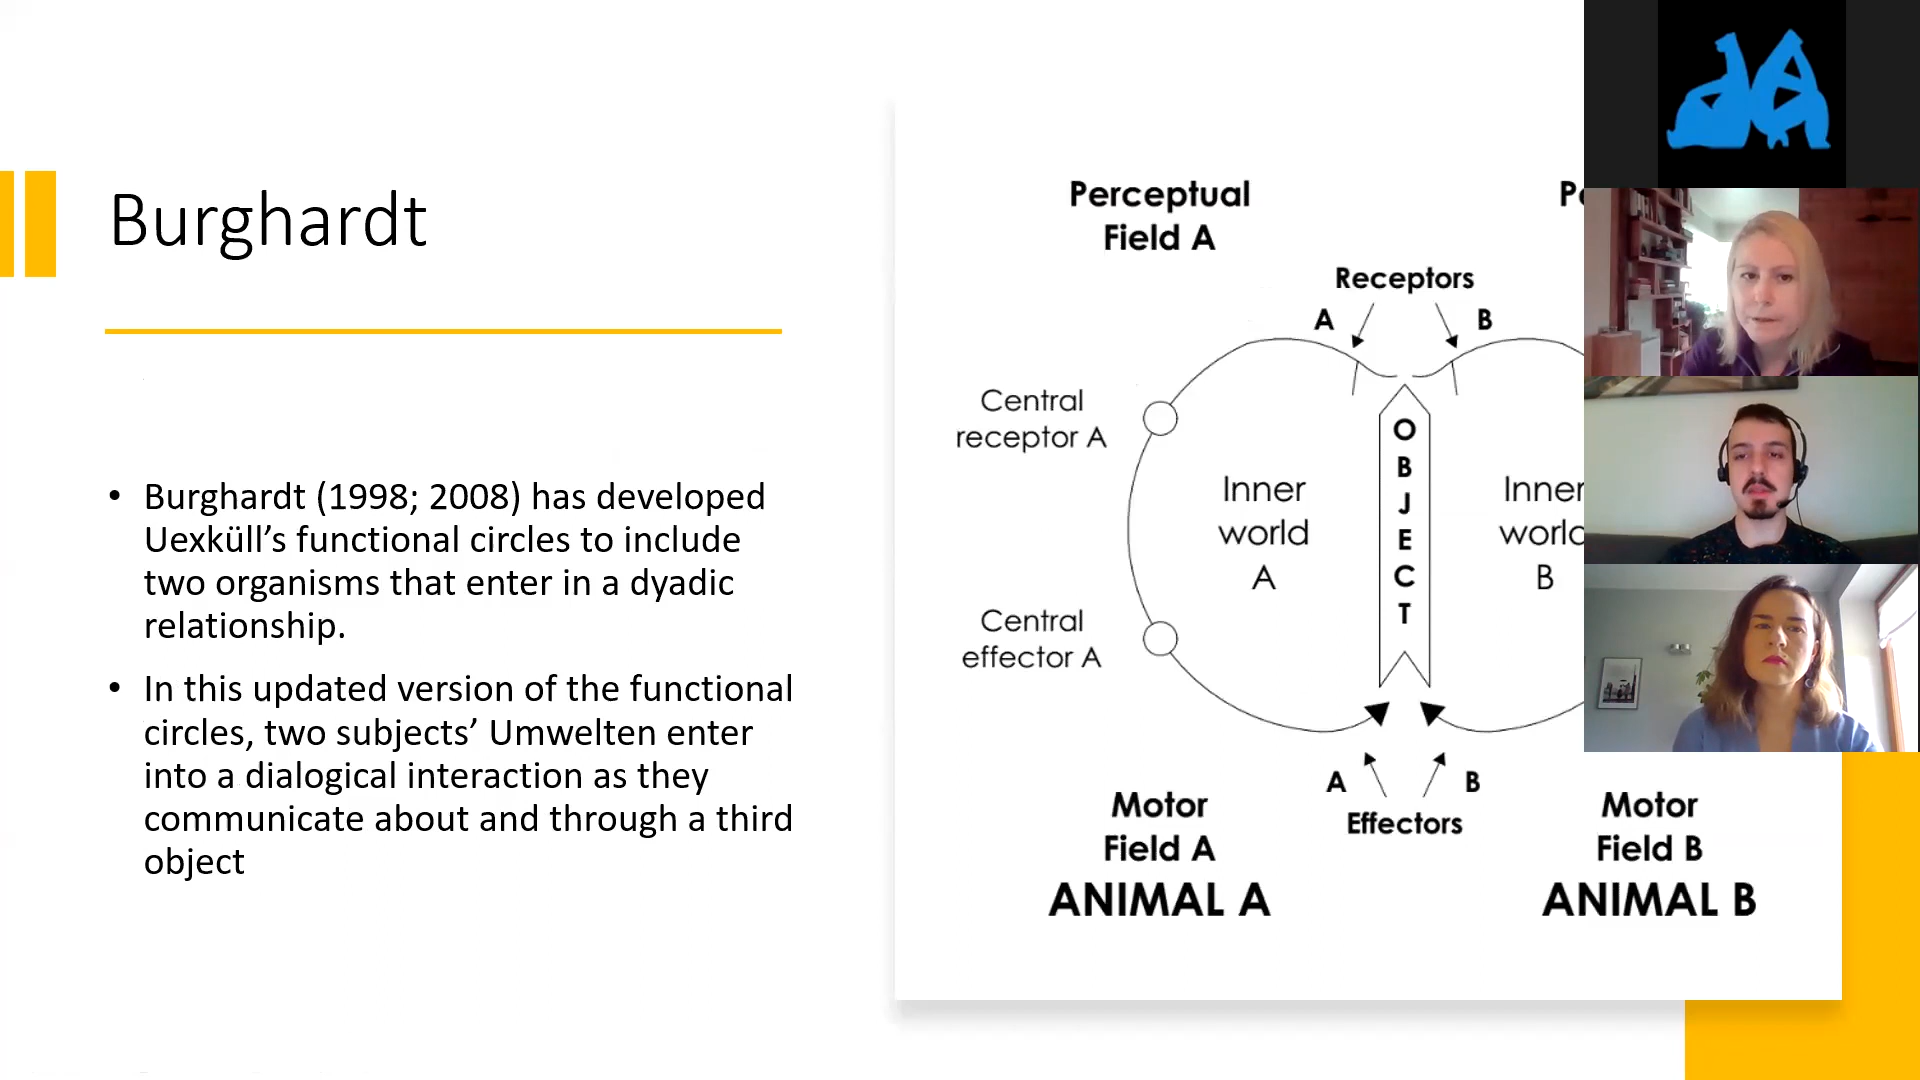 Burghardt
• Burghardt (1998; 2008) has developed
Uexküll’s functional circles to include
two organisms that enter in a dyadic
relationship.
• In this updated version of the functional
circles, two subjects’ Umwelten enter
into a dialogical interaction as they
communicate about and through a third
object
Perceptual
Field A
Receptors
A
B
Central
receptor A
OBJECT
Inner
world
A
Inner
world
B
Central
effector A
A
B
Effectors
Motor
Field A
ANIMAL A
Motor
Field B
ANIMAL B